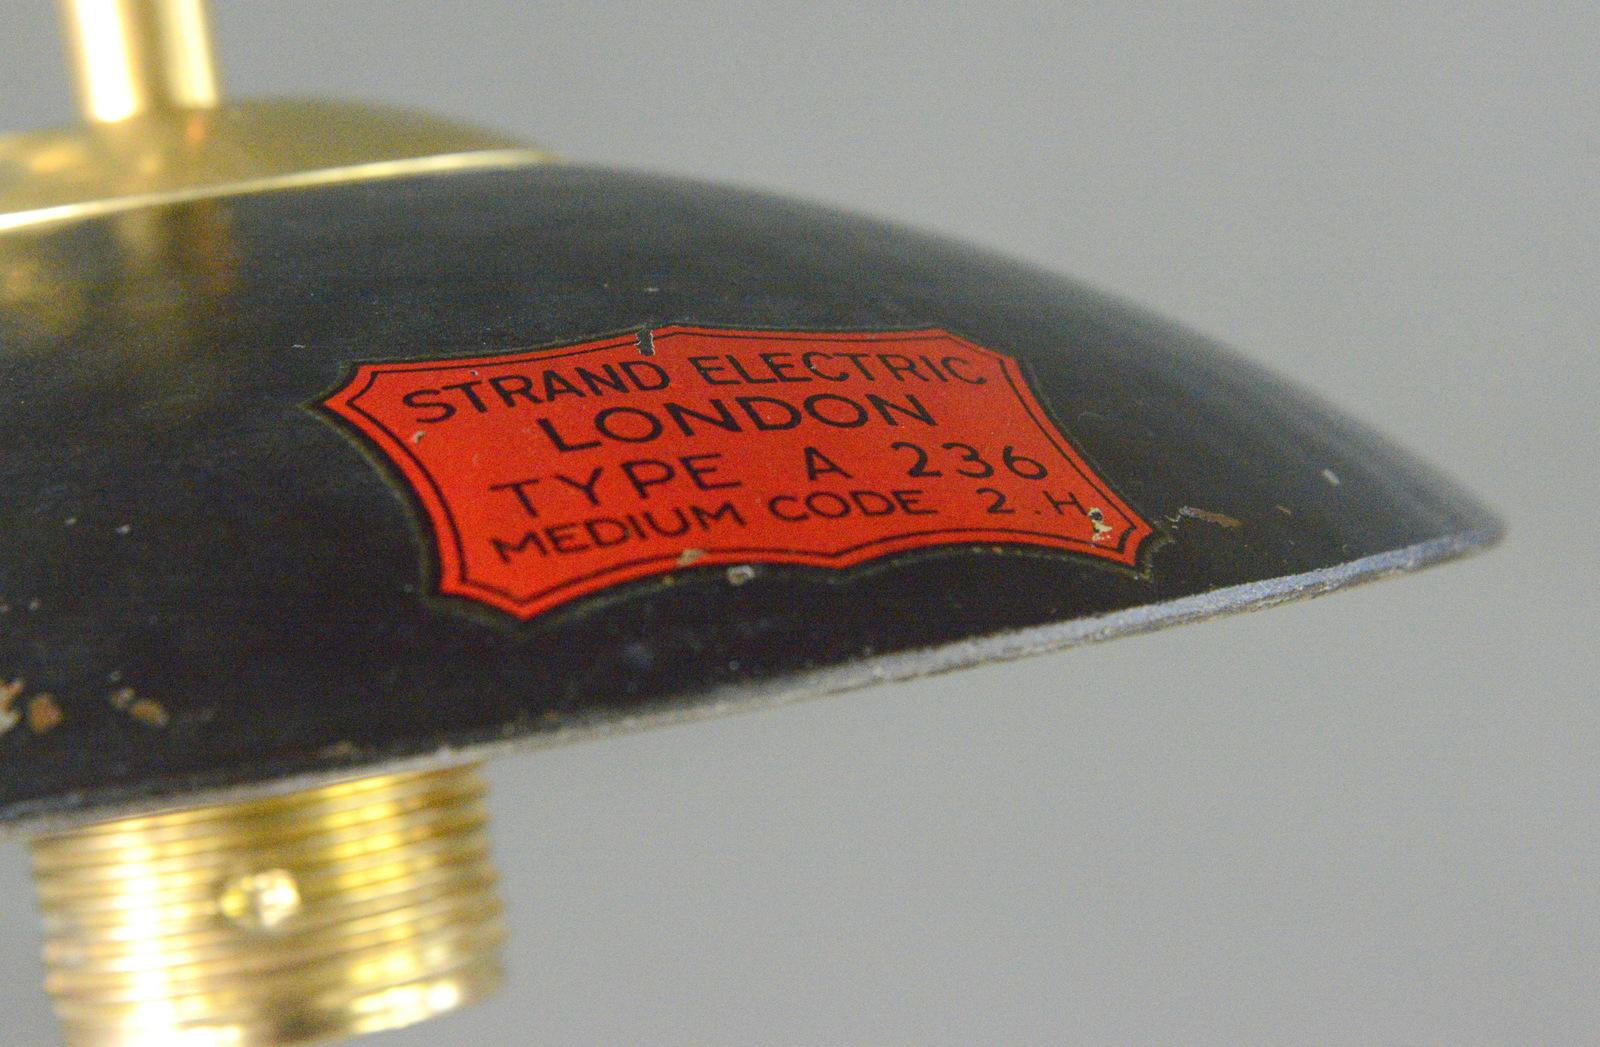 STRAND ELECTRIC
LONDON
TYPE A 236
MEDIUM CODE 2.H